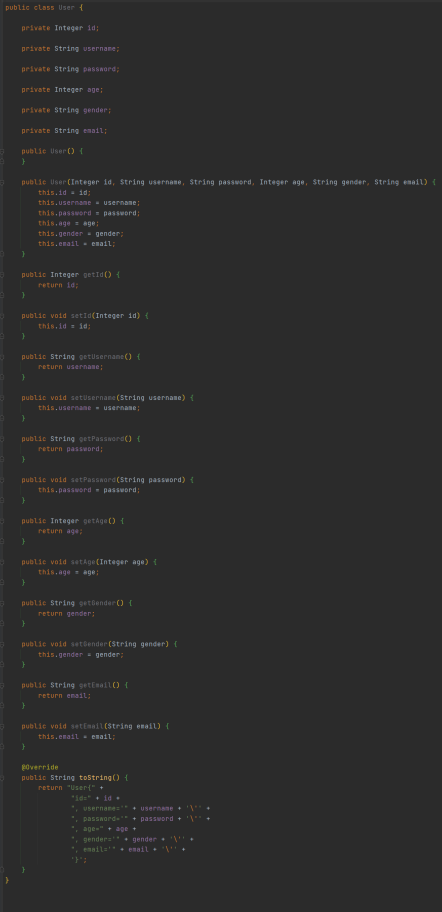 public class User {
private Integer id;
private String username;
private String password;
private Integer age;
private String gender;
private String email;
public User() {
}
public User(Integer id, String username, String password, Integer age, String gender, String email) {
this.id = id;
this.username = username;
this.password = password;
this.age = age;
this.gender = gender;
this.email = email;
}
public Integer getId() {
return id;
}
public void setId(Integer id) {
this.id = id;
}
public String getUsername() {
return username;
}
public void setUsername(String username) {
this.username = username;
}
public String getPassword() {
return password;
}
public void setPassword(String password) {
this.password = password;
}
public Integer getAge() {
return age;
}
public void setAge(Integer age) {
this.age = age;
}
public String getGender() {
return gender;
}
public void setGender(String gender) {
this.gender = gender;
}
public String getEmail() {
return email;
}
public void setEmail(String email) {
this.email = email;
}
@Override
public String toString() {
return "User{" +
"id=" + id +
", username='" + username + '\'' +
", password='" + password + '\'' +
", age=" + age +
", gender='" + gender + '\'' +
", email='" + email + '\'' +
'}';
}
}